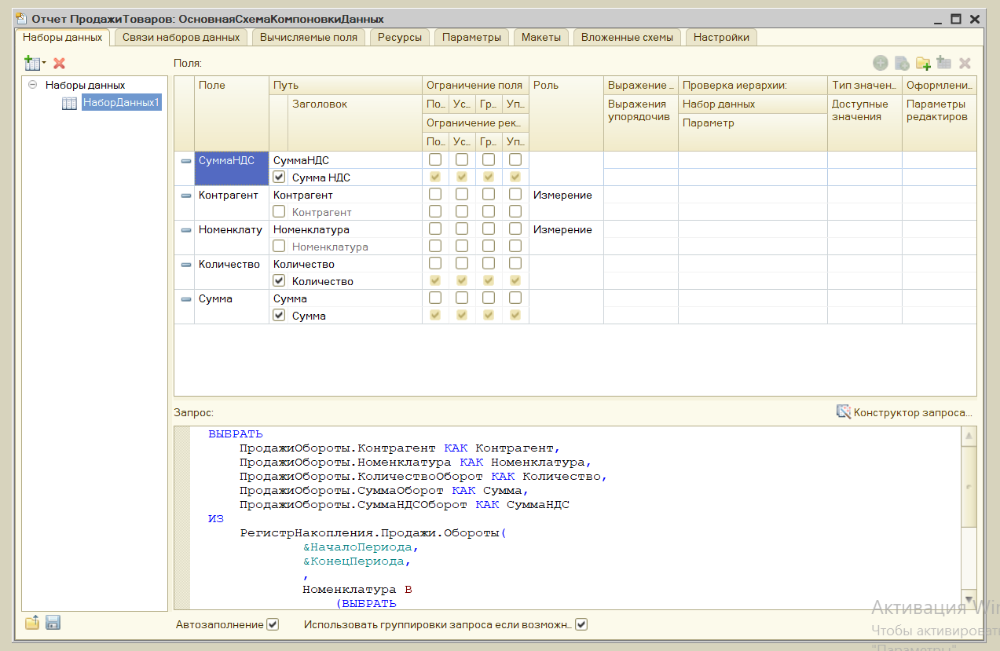 Отчет ПродажиТоваров: ОсновнаяСхемаКомпоновкиДанных
Наборы данных Связи наборов данных Вычисляемые поля Ресурсы Параметры Макеты Вложенные схемы Настройки
Поля:
Наборы данных
НаборДанных1
Поле Путь Ограничение поля Роль Выражение .. Проверка иерархии: Тип значен.. Оформлени..
Заголовок По.. Ус.. Гр.. Уп.. Выражения упорядочив Набор данных Доступные значения Параметры редактиров
Ограничение рек.. Параметр
По.. Ус.. Гр.. Уп..
СуммаНДС СуммаНДС
Сумма НДС
Контрагент Контрагент Измерение
Контрагент
Номенклату Номенклатура Измерение
Номенклатура
Количество Количество
Количество
Сумма Сумма
Сумма
Запрос: Конструктор запроса...
ВЫБРАТЬ
ПродажиОбороты.Контрагент КАК Контрагент,
ПродажиОбороты.Номенклатура КАК Номенклатура,
ПродажиОбороты.КоличествоОборот КАК Количество,
ПродажиОбороты.СуммаОборот КАК Сумма,
ПродажиОбороты.СуммаНДСОборот КАК СуммаНДС
ИЗ
РегистрНакопления.Продажи.Обороты(
&НачалоПериода,
&КонецПериода,
,
Номенклатура В
(ВЫБРАТЬ
Автозаполнение Использовать группировки запроса если возможн..
Активация Win
Чтобы активироват
"Параметры"